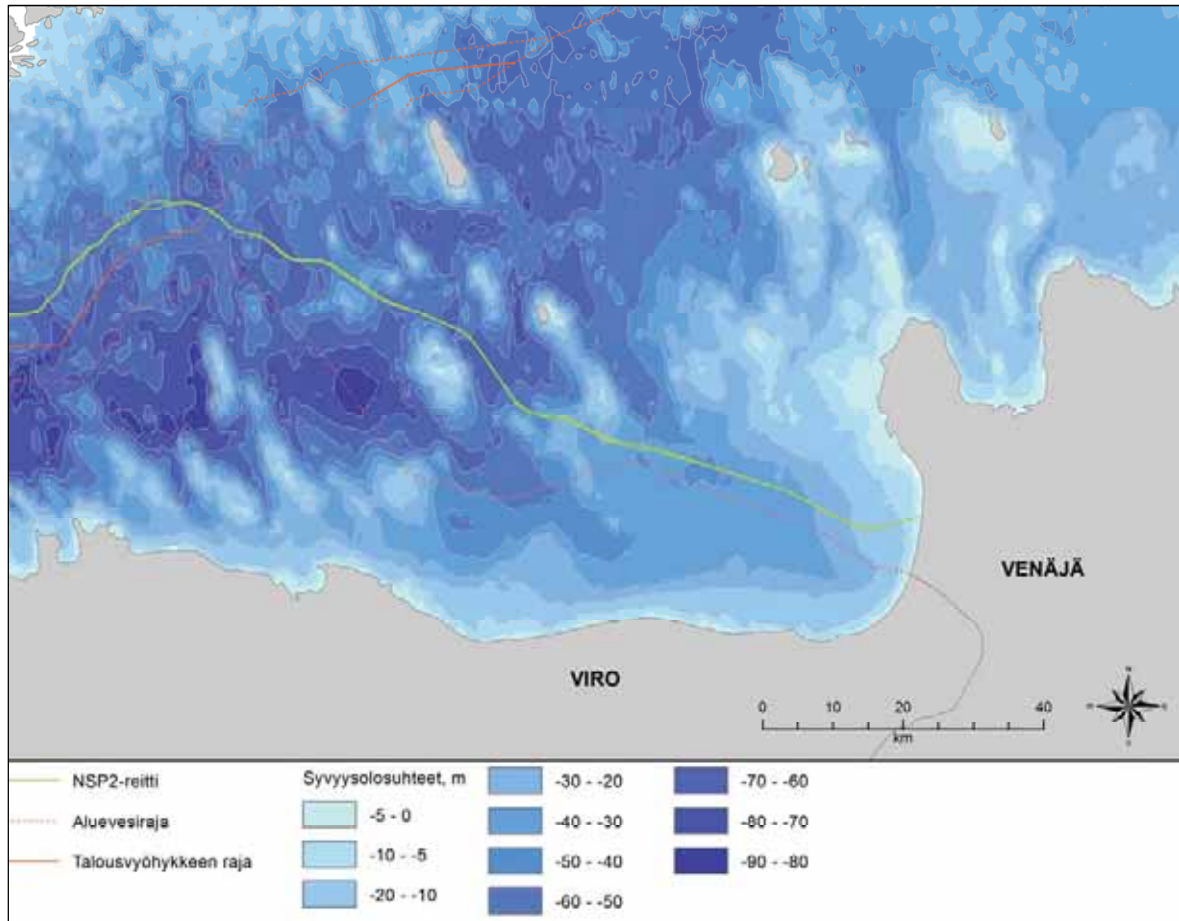 VENÄJÄ
VIRO
N
0 10 20 40
km
NSP2-reitti
Aluevesiraja
Talousvyöhykkeen raja
Syvyysolosuhteet, m
-5 - 0
-10 - -5
-20 - -10
-30 - -20
-40 - -30
-50 - -40
-60 - -50
-70 - -60
-80 - -70
-90 - -80